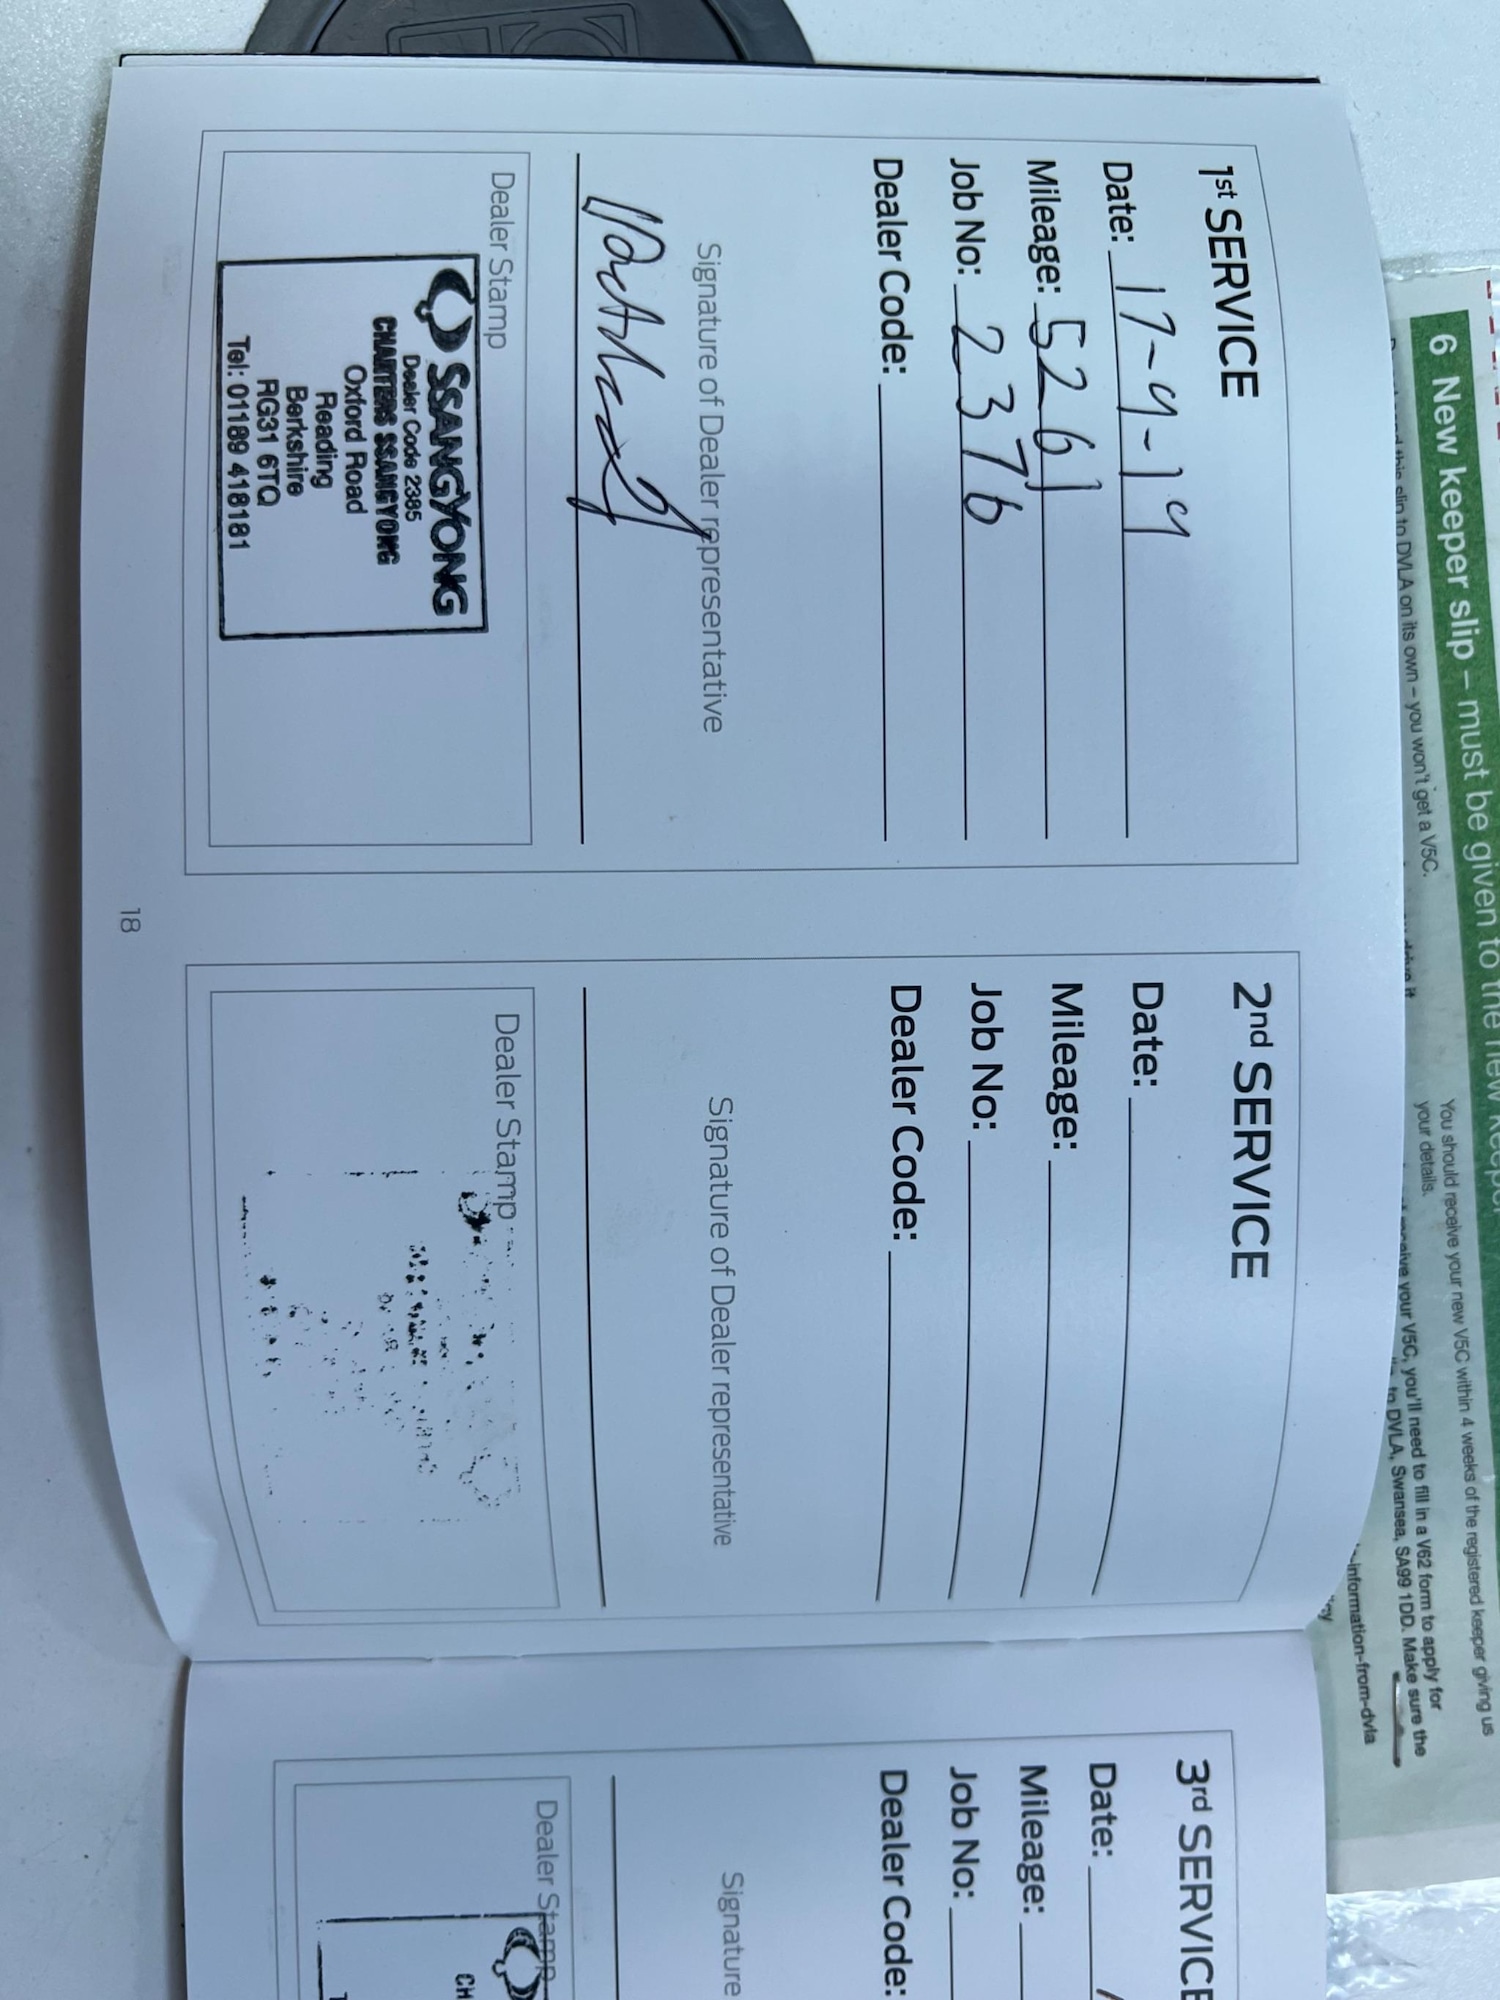 1st SERVICE
Date: 17-9-19
Mileage: 5261
Job No: 2376
Dealer Code:
Signature of Dealer representative
Dealer Stamp
SSANGYONG
Dealer Code 2385
CHARTERS SSANGYONG
Oxford Road
Reading
Berkshire
RG31 6TQ
Tel: 01189 418181
18
2nd SERVICE
Date:
Mileage:
Job No:
Dealer Code:
Signature of Dealer representative
Dealer Stamp
3rd SERVICE
Date:
Mileage:
Job No:
Dealer Code:
Signature
Dealer Stamp
CH
T
6 New keeper slip – must be given to the new keeper
this slip to DVLA on its own – you won't get a V5C.
You should receive your new V5C within 4 weeks of the registered keeper giving us
your details.
receive your V5C, you'll need to fill in a V62 form to apply for
to DVLA, Swansea, SA99 1DD. Make sure the
-information-from-dvla